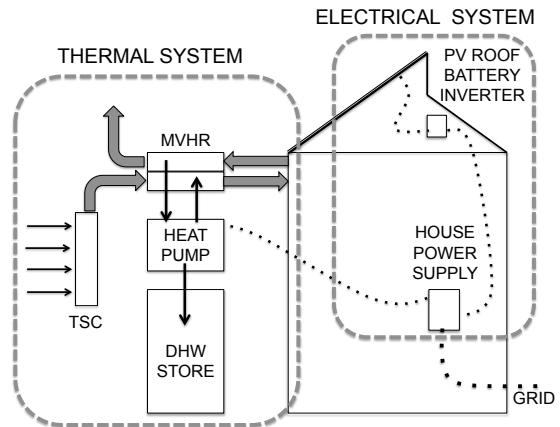 ELECTRICAL SYSTEM
THERMAL SYSTEM
PV ROOF
BATTERY
INVERTER
MVHR
HEAT
PUMP
HOUSE
POWER
SUPPLY
TSC
DHW
STORE
GRID